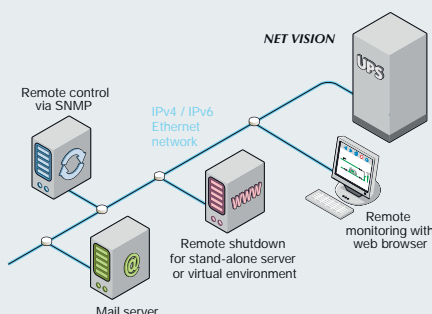 NET VISION
UPS
Remote control
via SNMP
IPv4 / IPv6
Ethernet
network
www
Remote
monitoring with
web browser
Remote shutdown
for stand-alone server
or virtual environment
@
Mail server